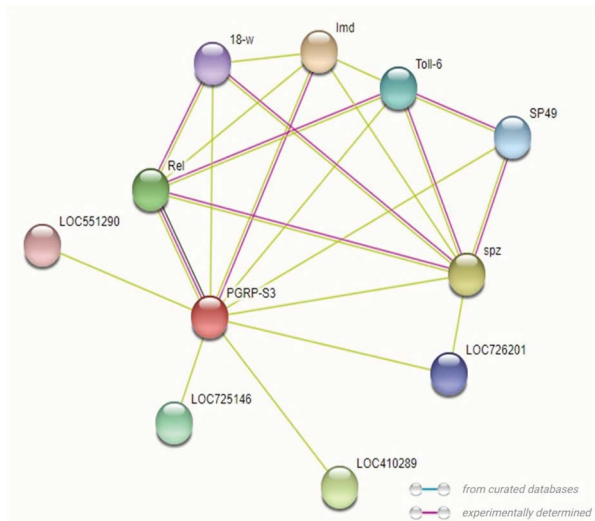 18-w
Imd
Toll-6
SP49
Rel
LOC551290
spz
PGRP-S3
LOC726201
LOC725146
LOC410289
from curated databases
experimentally determined